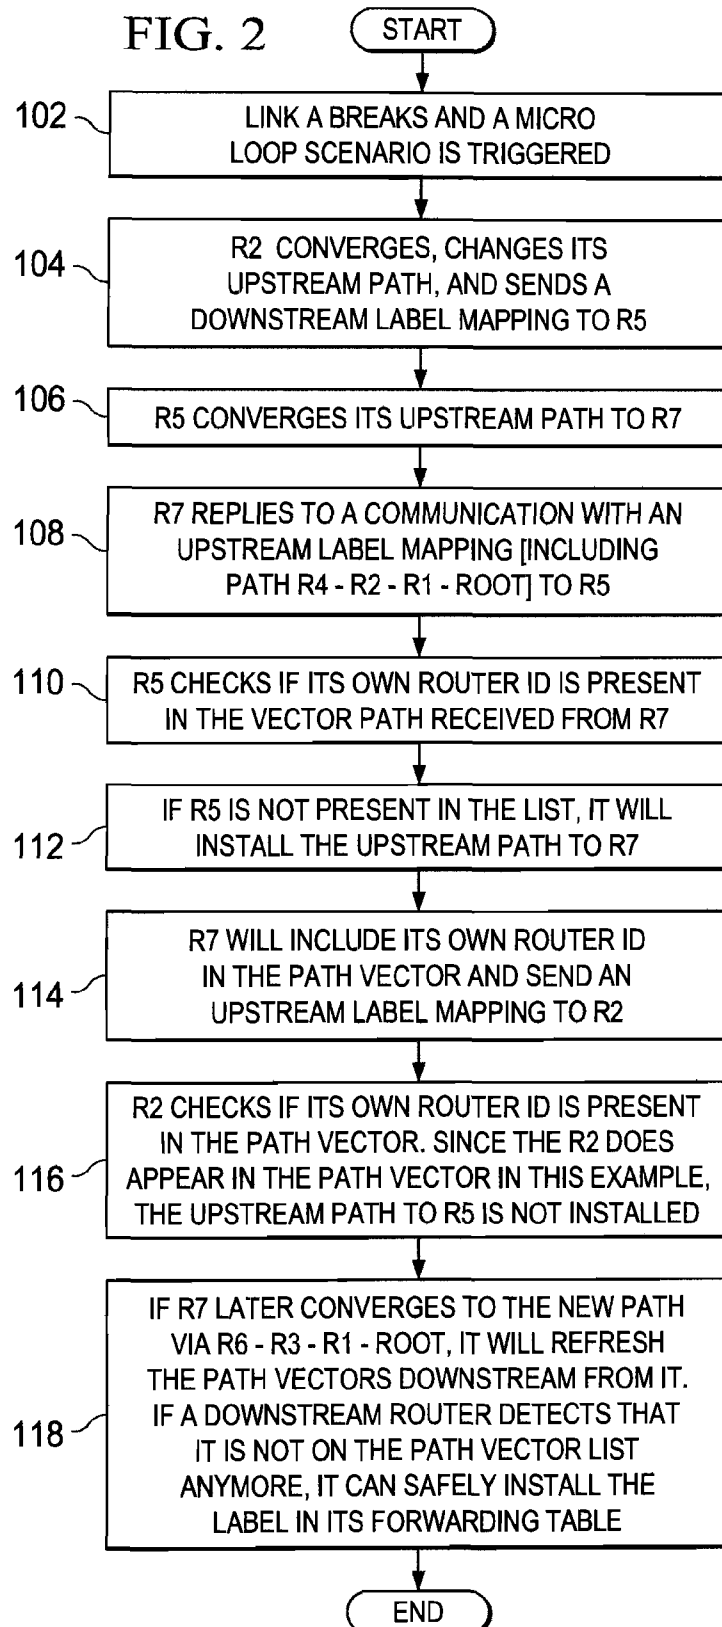 FIG. 2
START
102
LINK A BREAKS AND A MICRO
LOOP SCENARIO IS TRIGGERED
104
R2 CONVERGES, CHANGES ITS
UPSTREAM PATH, AND SENDS A
DOWNSTREAM LABEL MAPPING TO R5
106
R5 CONVERGES ITS UPSTREAM PATH TO R7
108
R7 REPLIES TO A COMMUNICATION WITH AN
UPSTREAM LABEL MAPPING [INCLUDING
PATH R4 - R2 - R1 - ROOT] TO R5
110
R5 CHECKS IF ITS OWN ROUTER ID IS PRESENT
IN THE VECTOR PATH RECEIVED FROM R7
112
IF R5 IS NOT PRESENT IN THE LIST, IT WILL
INSTALL THE UPSTREAM PATH TO R7
114
R7 WILL INCLUDE ITS OWN ROUTER ID
IN THE PATH VECTOR AND SEND AN
UPSTREAM LABEL MAPPING TO R2
116
R2 CHECKS IF ITS OWN ROUTER ID IS PRESENT
IN THE PATH VECTOR. SINCE THE R2 DOES
APPEAR IN THE PATH VECTOR IN THIS EXAMPLE,
THE UPSTREAM PATH TO R5 IS NOT INSTALLED
118
IF R7 LATER CONVERGES TO THE NEW PATH
VIA R6 - R3 - R1 - ROOT, IT WILL REFRESH
THE PATH VECTORS DOWNSTREAM FROM IT.
IF A DOWNSTREAM ROUTER DETECTS THAT
IT IS NOT ON THE PATH VECTOR LIST
ANYMORE, IT CAN SAFELY INSTALL THE
LABEL IN ITS FORWARDING TABLE
END